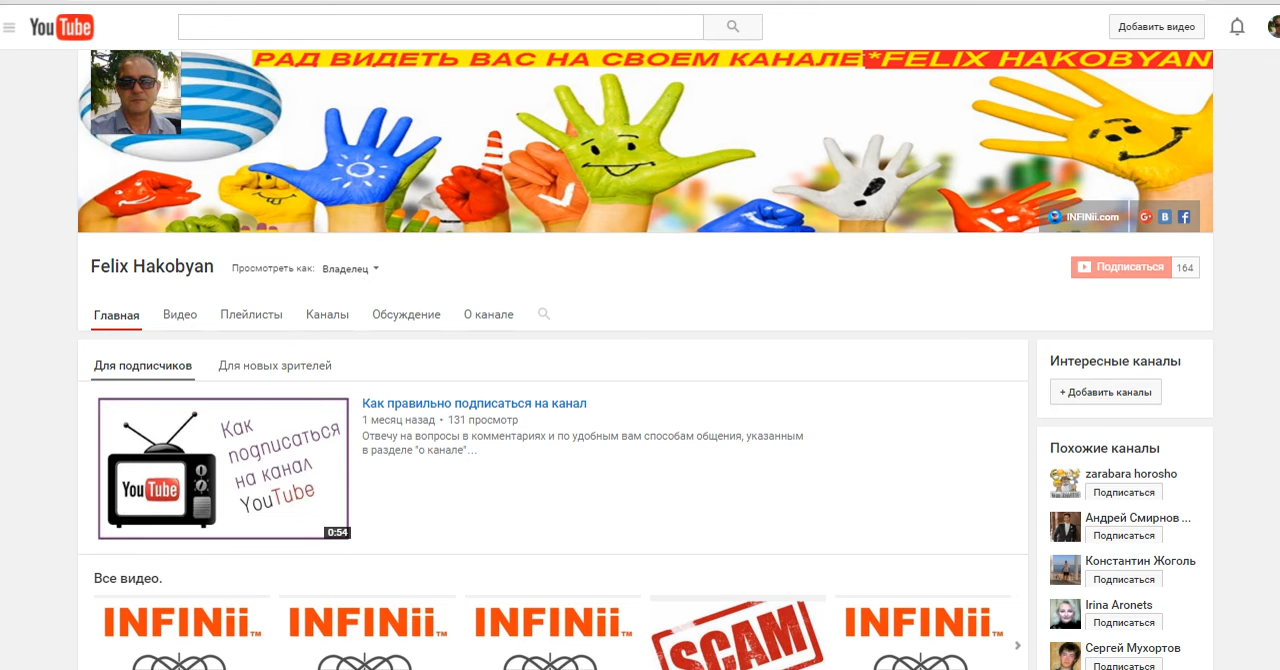 YouTube
Добавить видео
РАД ВИДЕТЬ ВАС НА СВОЕМ КАНАЛЕ*FELIX HAKOBYAN
INFINii.com
Felix Hakobyan
Просмотреть как: Владелец
Подписаться 164
Главная Видео Плейлисты Каналы Обсуждение О канале
Для подписчиков Для новых зрителей
Как подписаться на канал YouTube
YouTube
0:54
Как правильно подписаться на канал
1 месяц назад • 131 просмотр
Отвечу на вопросы в комментариях и по удобным вам способам общения, указанным
в разделе "о канале"...
Все видео.
INFINii™ INFINii™ INFINii™ SCAM INFINii™
Интересные каналы
+ Добавить каналы
Похожие каналы
zarabara horosho
Подписаться
Андрей Смирнов ...
Подписаться
Константин Жоголь
Подписаться
Irina Aronets
Подписаться
Сергей Мухортов
Подписаться